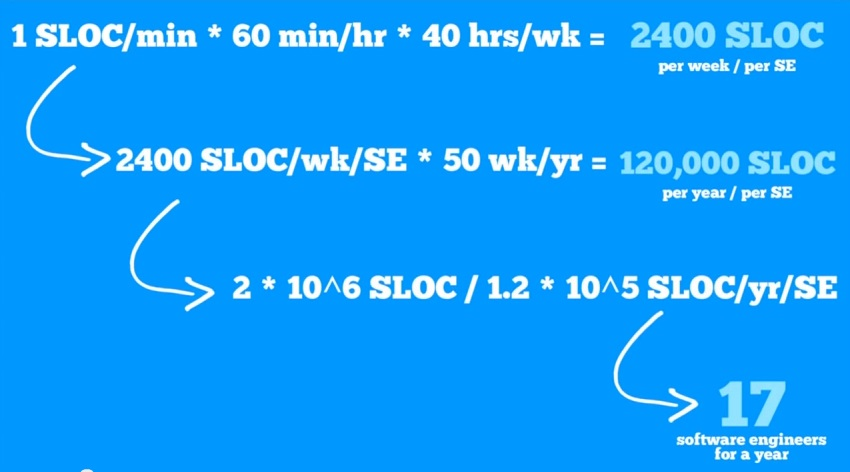 1 SLOC/min * 60 min/hr * 40 hrs/wk = 2400 SLOC
per week / per SE
2400 SLOC/wk/SE * 50 wk/yr = 120,000 SLOC
per year / per SE
2 * 10^6 SLOC / 1.2 * 10^5 SLOC/yr/SE
17
software engineers
for a year